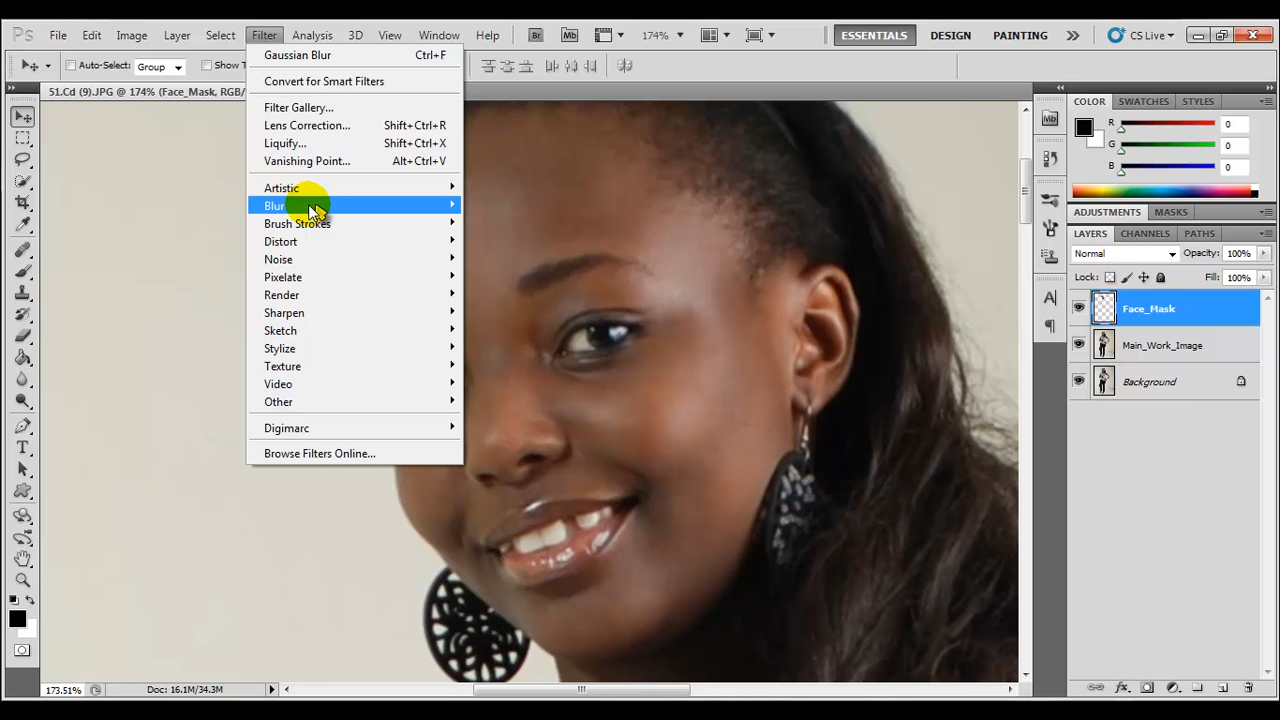 Ps File Edit Image Layer Select Filter Analysis 3D View Window Help Br Mb 174% ESSENTIALS DESIGN PAINTING CS Live
Auto-Select: Group Show T
51.Cd (9).JPG @ 174% (Face_Mask, RGB/
Gaussian Blur Ctrl+F
Convert for Smart Filters
Filter Gallery...
Lens Correction... Shift+Ctrl+R
Liquify... Shift+Ctrl+X
Vanishing Point... Alt+Ctrl+V
Artistic
Blur
Brush Strokes
Distort
Noise
Pixelate
Render
Sharpen
Sketch
Stylize
Texture
Video
Other
Digimarc
Browse Filters Online...
Mb
COLOR SWATCHES STYLES
R 0
G 0
B 0
ADJUSTMENTS MASKS
LAYERS CHANNELS PATHS
Normal Opacity: 100%
Lock: Fill: 100%
Face_Mask
Main_Work_Image
Background
173.51% Doc: 16.1M/34.3M